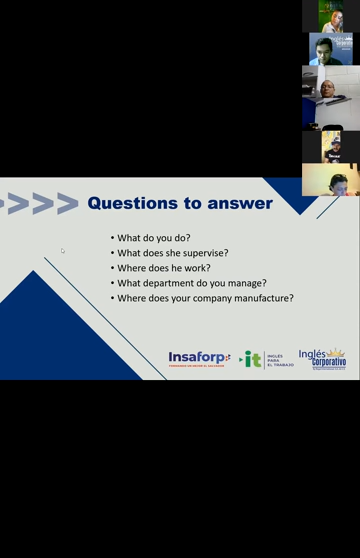 Questions to answer
• What do you do?
• What does she supervise?
• Where does he work?
• What department do you manage?
• Where does your company manufacture?
Insaforp
it
INGLÉS
PARA
EL TRABAJO
Inglés
Corporativo